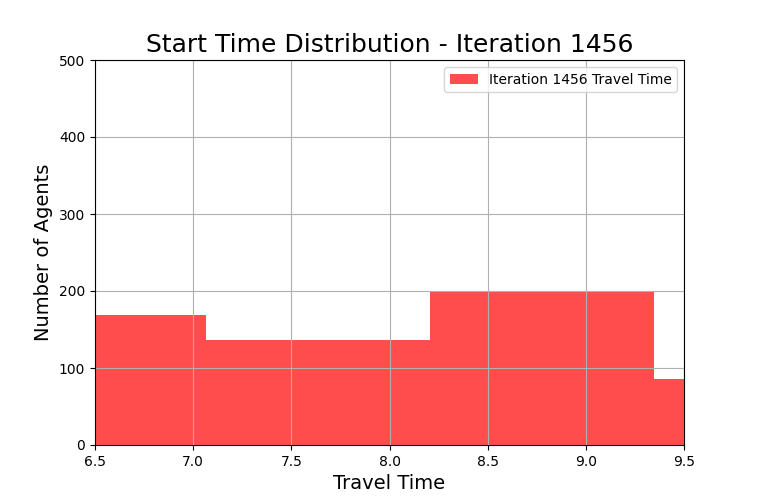 Start Time Distribution - Iteration 1456
500
Iteration 1456 Travel Time
400
300
200
100
0
Number of Agents
6.5 7.0 7.5 8.0 8.5 9.0 9.5
Travel Time